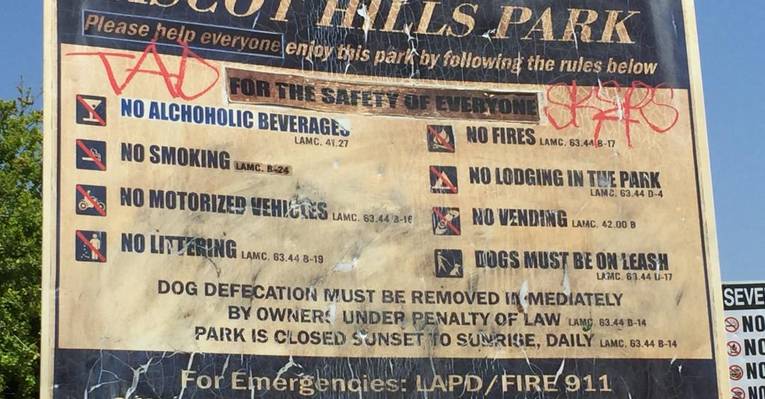 ASCOT HILLS PARK
Please help everyone enjoy this park by following the rules below
TAD
FOR THE SAFETY OF EVERYONE
NO ALCHOHOLIC BEVERAGES LAMC. 41.27
NO SMOKING LAMC. B-24
NO MOTORIZED VEHICLES LAMC. 63.44 B-16
NO LITTERING LAMC. 63.44 B-19
NO FIRES LAMC. 63.44 B-17
NO LODGING IN THE PARK
LAMC. 63.44 D-4
NO VENDING LAMC. 42.00 B
DOGS MUST BE ON LEASH
LAMC. 63.44 U-17
DOG DEFECATION MUST BE REMOVED IMMEDIATELY
BY OWNERS UNDER PENALTY OF LAW LAMC. 63.44 B-14
PARK IS CLOSED SUNSET TO SUNRISE, DAILY LAMC. 63.44 B-14
For Emergencies: LAPD/FIRE 911
SEVE
NO
NO
NO
NO